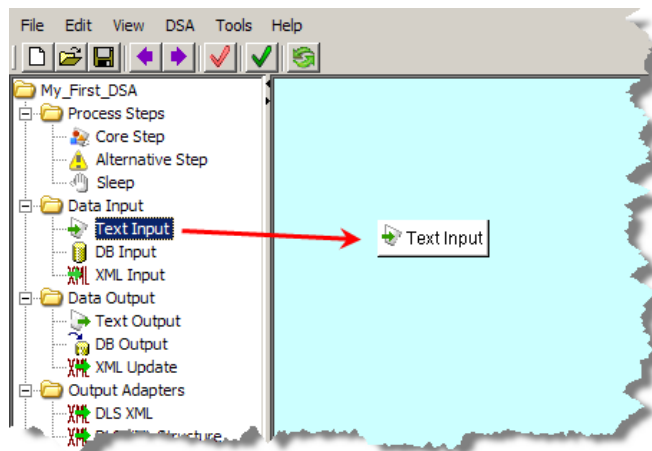 File Edit View DSA Tools Help
My_First_DSA
Process Steps
Core Step
Alternative Step
Sleep
Data Input
Text Input
DB Input
XML Input
Data Output
Text Output
DB Output
XML Update
Output Adapters
DLS XML
Structure
Text Input